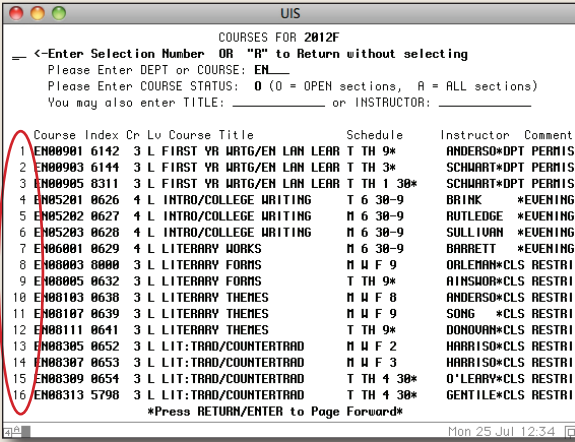 UIS
COURSES FOR 2012F
__ <-Enter Selection Number OR "R" to Return without selecting
Please Enter DEPT or COURSE: EN___
Please Enter COURSE STATUS: O (O = OPEN sections, A = ALL sections)
You may also enter TITLE: ____________ or INSTRUCTOR: ____________
Course Index Cr Lv Course Title Schedule Instructor Comment
1 EN00901 6142 3 L FIRST YR WRTG/EN LAN LEAR T TH 9* ANDERSO*DPT PERMIS
2 EN00903 6144 3 L FIRST YR WRTG/EN LAN LEAR T TH 3* SCHWART*DPT PERMIS
3 EN00905 8311 3 L FIRST YR WRTG/EN LAN LEAR T TH 1 30* SCHWART*DPT PERMIS
4 EN05201 0626 4 L INTRO/COLLEGE WRITING T 6 30-9 BRINK *EVENING
5 EN05202 0627 4 L INTRO/COLLEGE WRITING M 6 30-9 RUTLEDGE *EVENING
6 EN05203 0628 4 L INTRO/COLLEGE WRITING M 6 30-9 SULLIVAN *EVENING
7 EN06001 0629 4 L LITERARY WORKS M 6 30-9 BARRETT *EVENING
8 EN08003 8000 3 L LITERARY FORMS M W F 9 ORLEMAN*CLS RESTRI
9 EN08005 0632 3 L LITERARY FORMS T TH 9* AINSWOR*CLS RESTRI
10 EN08103 0638 3 L LITERARY THEMES M W F 8 ANDERSO*CLS RESTRI
11 EN08107 0639 3 L LITERARY THEMES M W F 9 SONG *CLS RESTRI
12 EN08111 0641 3 L LITERARY THEMES T TH 9* DONOVAN*CLS RESTRI
13 EN08305 0652 3 L LIT:TRAD/COUNTERTRAD M W F 2 HARRISO*CLS RESTRI
14 EN08307 0653 3 L LIT:TRAD/COUNTERTRAD M W F 3 HARRISO*CLS RESTRI
15 EN08309 0654 3 L LIT:TRAD/COUNTERTRAD T TH 4 30* O'LEARY*CLS RESTRI
16 EN08313 5798 3 L LIT:TRAD/COUNTERTRAD T TH 4 30* GENTILE*CLS RESTRI
*Press RETURN/ENTER to Page Forward*
4 A Mon 25 Jul 12:34